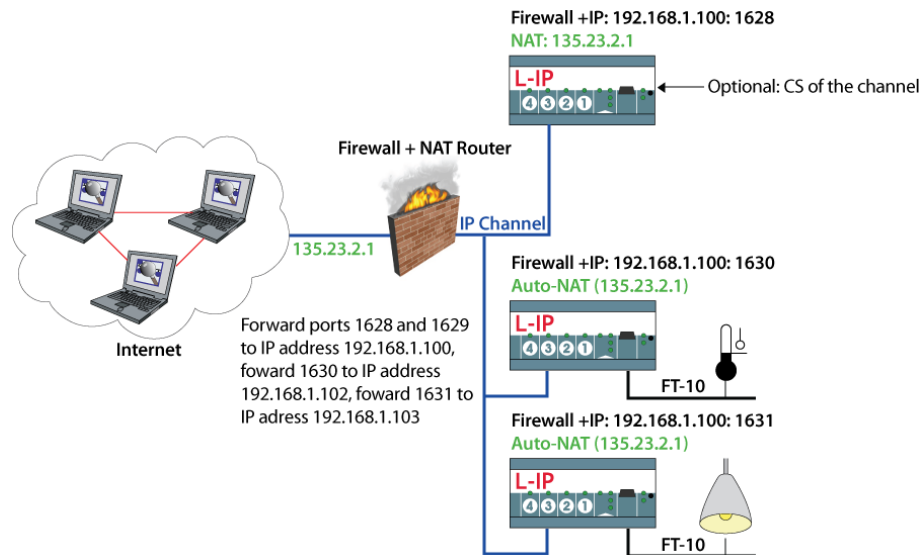 Firewall +IP: 192.168.1.100: 1628
NAT: 135.23.2.1
L-IP
4 3 2 1
Optional: CS of the channel
Firewall + NAT Router
IP Channel
135.23.2.1
Internet
Forward ports 1628 and 1629
to IP address 192.168.1.100,
foward 1630 to IP address
192.168.1.102, foward 1631 to
IP adress 192.168.1.103
Firewall +IP: 192.168.1.100: 1630
Auto-NAT (135.23.2.1)
L-IP
4 3 2 1
FT-10
Firewall +IP: 192.168.1.100: 1631
Auto-NAT (135.23.2.1)
L-IP
4 3 2 1
FT-10